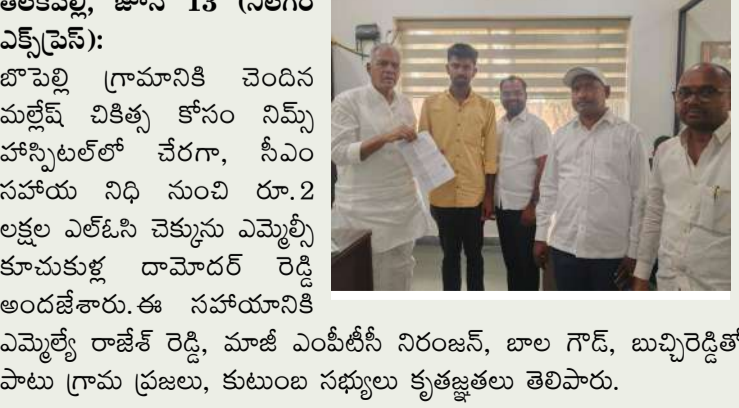 తెలకపల్లి, జూన్ 13 (నిలగిరి
ఎక్స్‌ప్రెస్):
బొపెల్లి గ్రామానికి చెందిన
మల్లేష్ చికిత్స కోసం నిమ్స్
హాస్పిటల్‌లో చేరగా, సీఎం
సహాయ నిధి నుంచి రూ.2
లక్షల ఎల్ఓసి చెక్కును ఎమ్మెల్సీ
కూచుకుళ్ల దామోదర్ రెడ్డి
అందజేశారు.ఈ సహాయానికి
ఎమ్మెల్యే రాజేశ్ రెడ్డి, మాజీ ఎంపీటీసీ నిరంజన్, బాల గౌడ్, బుచ్చిరెడ్డితో
పాటు గ్రామ ప్రజలు, కుటుంబ సభ్యులు కృతజ్ఞతలు తెలిపారు.